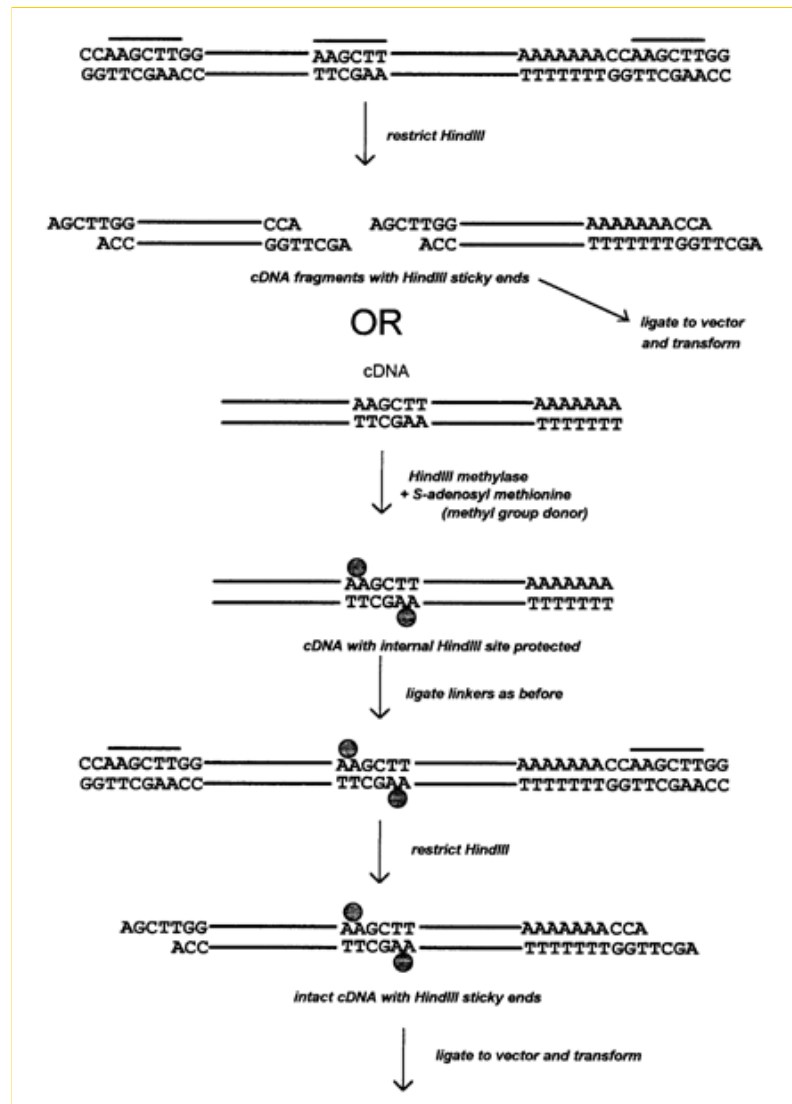 CCAAGCTTGG AAGCTT AAAAAAACCAAGCTTGG
GGTTCGAACC TTCGAA TTTTTTTGGTTCGAACC
restrict HindIII
AGCTTGG CCA AGCTTGG AAAAAAACCA
ACC GGTTCGA ACC TTTTTTTGGTTCGA
cDNA fragments with HindIII sticky ends
ligate to vector
and transform
OR
cDNA
AAGCTT AAAAAAA
TTCGAA TTTTTTT
HindIII methylase
+ S-adenosyl methionine
(methyl group donor)
AAGCTT AAAAAAA
TTCGAA TTTTTTT
cDNA with internal HindIII site protected
ligate linkers as before
CCAAGCTTGG AAGCTT AAAAAAACCAAGCTTGG
GGTTCGAACC TTCGAA TTTTTTTGGTTCGAACC
restrict HindIII
AGCTTGG AAGCTT AAAAAAACCA
ACC TTCGAA TTTTTTTGGTTCGA
intact cDNA with HindIII sticky ends
ligate to vector and transform